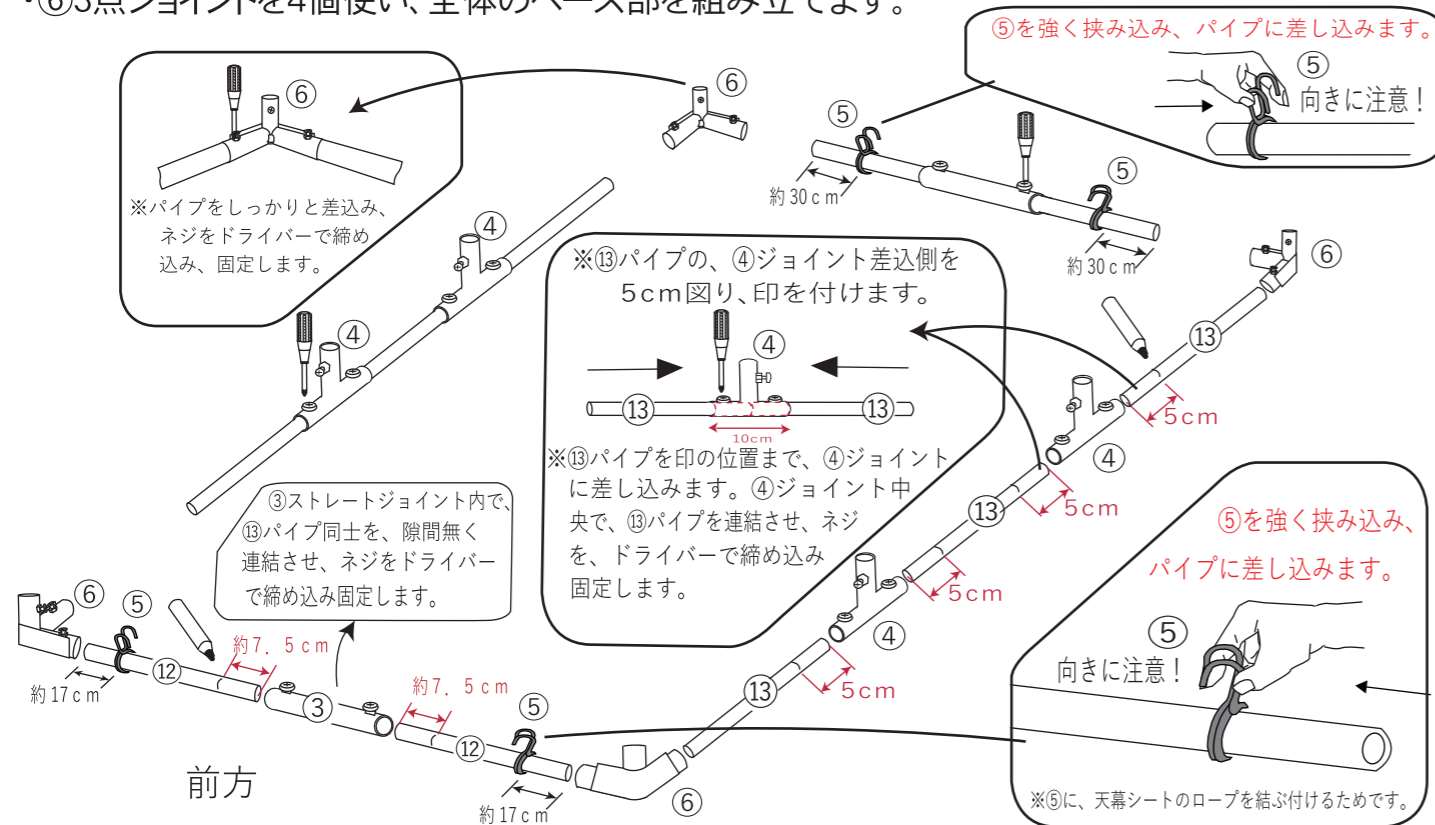 ・⑥3点ジョイントを4個使い、全体のベース部を組み立てます。
⑥
※パイプをしっかりと差込み、
ネジをドライバーで締め
込み、固定します。
⑥
⑤を強く挟み込み、パイプに差し込みます。
⑤
向きに注意！
⑤
約30cm
⑤
約30cm
④
④
※⑬パイプの、④ジョイント差込側を
5cm図り、印を付けます。
④
⑬
⑬
10cm
※⑬パイプを印の位置まで、④ジョイント
に差し込みます。④ジョイント中
央で、⑬パイプを連結させ、ネジ
を、ドライバーで締め込み
固定します。
⑥
⑬
5cm
④
5cm
⑬
5cm
④
5cm
⑬
③ストレートジョイント内で、
⑬パイプ同士を、隙間無く
連結させ、ネジをドライバー
で締め込み固定します。
⑥
⑤
約7．5cm
⑫
約17cm
③
約7．5cm
⑤
⑫
約17cm
⑥
前方
⑤を強く挟み込み、
パイプに差し込みます。
⑤
向きに注意！
※⑤に、天幕シートのロープを結ぶ付けるためです。